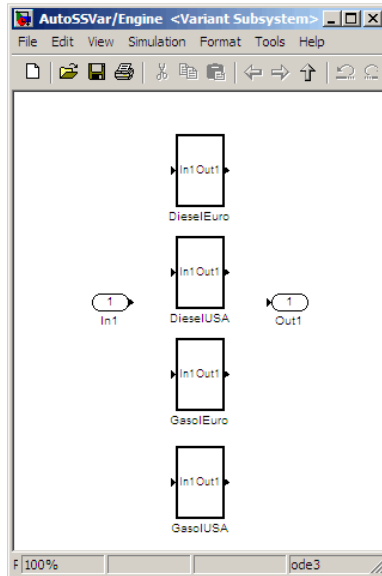 AutoSSVar/Engine <Variant Subsystem>
File Edit View Simulation Format Tools Help
In1 Out1
DieselEuro
In1 Out1
DieselUSA
1
In1
1
Out1
In1 Out1
GasolEuro
In1 Out1
GasolUSA
F 100% ode3